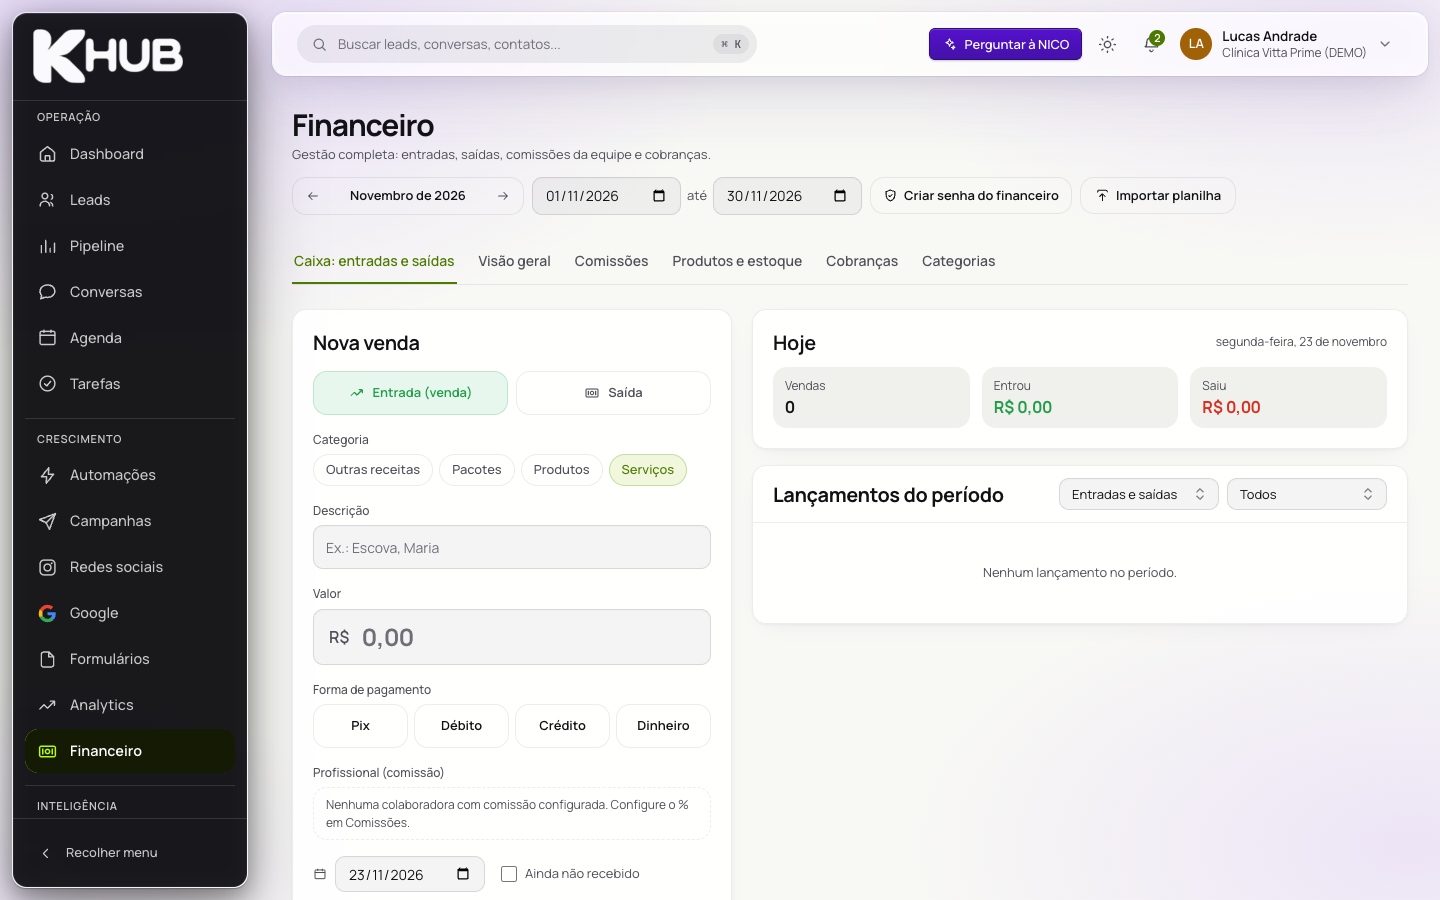 KHUB
OPERAÇÃO
Dashboard
Leads
Pipeline
Conversas
Agenda
Tarefas
CRESCIMENTO
Automações
Campanhas
Redes sociais
Google
Formulários
Analytics
Financeiro
INTELIGÊNCIA
Recolher menu
Buscar leads, conversas, contatos...
⌘ K
Perguntar à NICO
2
LA
Lucas Andrade
Clínica Vitta Prime (DEMO)
Financeiro
Gestão completa: entradas, saídas, comissões da equipe e cobranças.
Novembro de 2026
01/11/2026
até
30/11/2026
Criar senha do financeiro
Importar planilha
Caixa: entradas e saídas
Visão geral
Comissões
Produtos e estoque
Cobranças
Categorias
Nova venda
Entrada (venda)
Saída
Categoria
Outras receitas
Pacotes
Produtos
Serviços
Descrição
Ex.: Escova, Maria
Valor
R$ 0,00
Forma de pagamento
Pix
Débito
Crédito
Dinheiro
Profissional (comissão)
Nenhuma colaboradora com comissão configurada. Configure o %
em Comissões.
23/11/2026
Ainda não recebido
Hoje
segunda-feira, 23 de novembro
Vendas
0
Entrou
R$ 0,00
Saiu
R$ 0,00
Lançamentos do período
Entradas e saídas
Todos
Nenhum lançamento no período.